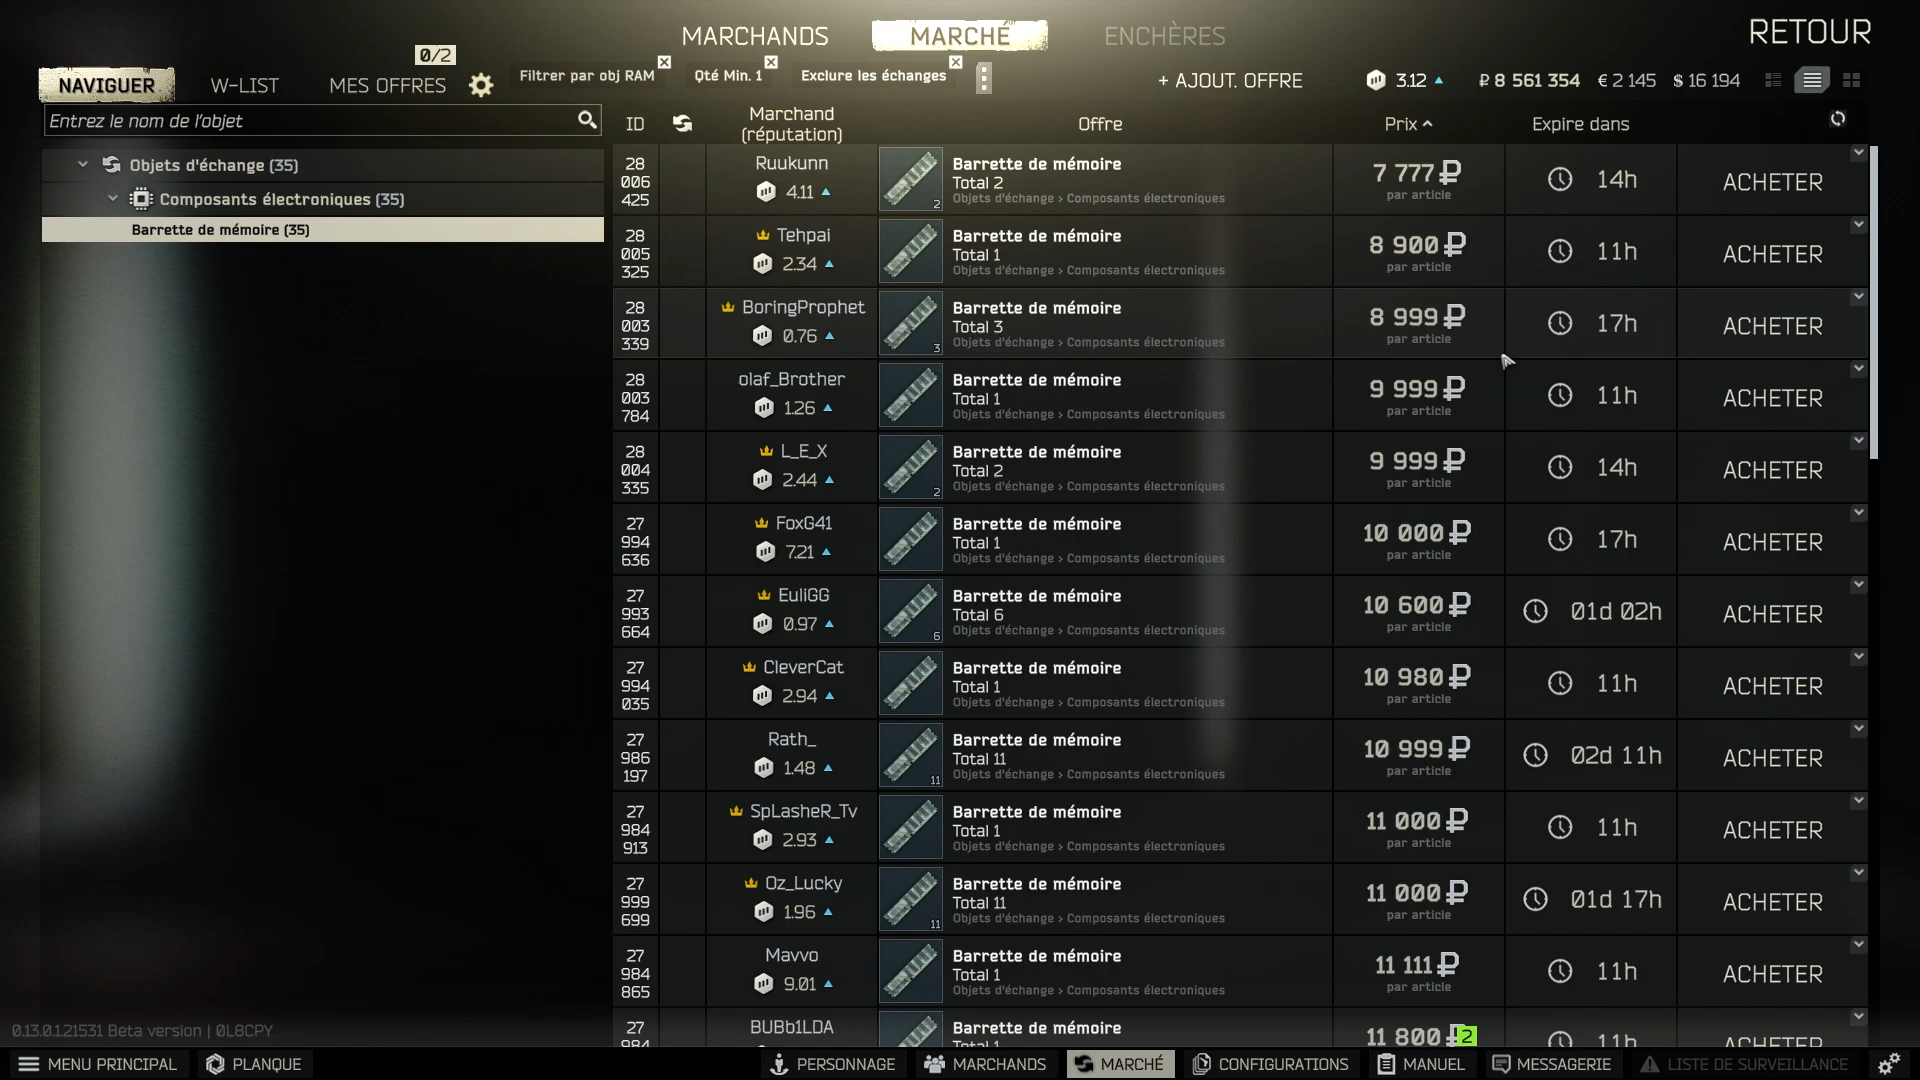 MARCHANDS
MARCHÉ
ENCHÈRES
RETOUR
0/2
NAVIGUER
W-LIST
MES OFFRES
Filtrer par obj RAM
Qté Min. 1
Exclure les échanges
+ AJOUT. OFFRE
3.12
₽ 8 561 354
€ 2 145
$ 16 194
Entrez le nom de l'objet
Objets d'échange (35)
Composants électroniques (35)
Barrette de mémoire (35)
ID
Marchand
(réputation)
Offre
Prix
Expire dans
28
006
425
Ruukunn
4.11
2
Barrette de mémoire
Total 2
Objets d'échange > Composants électroniques
7 777 ₽
par article
14h
ACHETER
28
005
325
Tehpai
2.34
Barrette de mémoire
Total 1
Objets d'échange > Composants électroniques
8 900 ₽
par article
11h
ACHETER
28
003
339
BoringProphet
0.76
3
Barrette de mémoire
Total 3
Objets d'échange > Composants électroniques
8 999 ₽
par article
17h
ACHETER
28
003
784
olaf_Brother
1.26
Barrette de mémoire
Total 1
Objets d'échange > Composants électroniques
9 999 ₽
par article
11h
ACHETER
28
004
335
L_E_X
2.44
2
Barrette de mémoire
Total 2
Objets d'échange > Composants électroniques
9 999 ₽
par article
14h
ACHETER
27
994
636
FoxG41
7.21
Barrette de mémoire
Total 1
Objets d'échange > Composants électroniques
10 000 ₽
par article
17h
ACHETER
27
993
664
EuliGG
0.97
6
Barrette de mémoire
Total 6
Objets d'échange > Composants électroniques
10 600 ₽
par article
01d 02h
ACHETER
27
994
035
CleverCat
2.94
Barrette de mémoire
Total 1
Objets d'échange > Composants électroniques
10 980 ₽
par article
11h
ACHETER
27
986
197
Rath_
1.48
11
Barrette de mémoire
Total 11
Objets d'échange > Composants électroniques
10 999 ₽
par article
02d 11h
ACHETER
27
984
913
SpLasheR_Tv
2.93
Barrette de mémoire
Total 1
Objets d'échange > Composants électroniques
11 000 ₽
par article
11h
ACHETER
27
999
699
Oz_Lucky
1.96
11
Barrette de mémoire
Total 11
Objets d'échange > Composants électroniques
11 000 ₽
par article
01d 17h
ACHETER
27
984
865
Mavvo
9.01
Barrette de mémoire
Total 1
Objets d'échange > Composants électroniques
11 111 ₽
par article
11h
ACHETER
27
984
BUBb1LDA
Barrette de mémoire
Total 1
11 800 ₽
2
11h
ACHETER
0.13.0.1.21531 Beta version | 0L8CPY
MENU PRINCIPAL
PLANQUE
PERSONNAGE
MARCHANDS
MARCHÉ
CONFIGURATIONS
MANUEL
MESSAGERIE
LISTE DE SURVEILLANCE